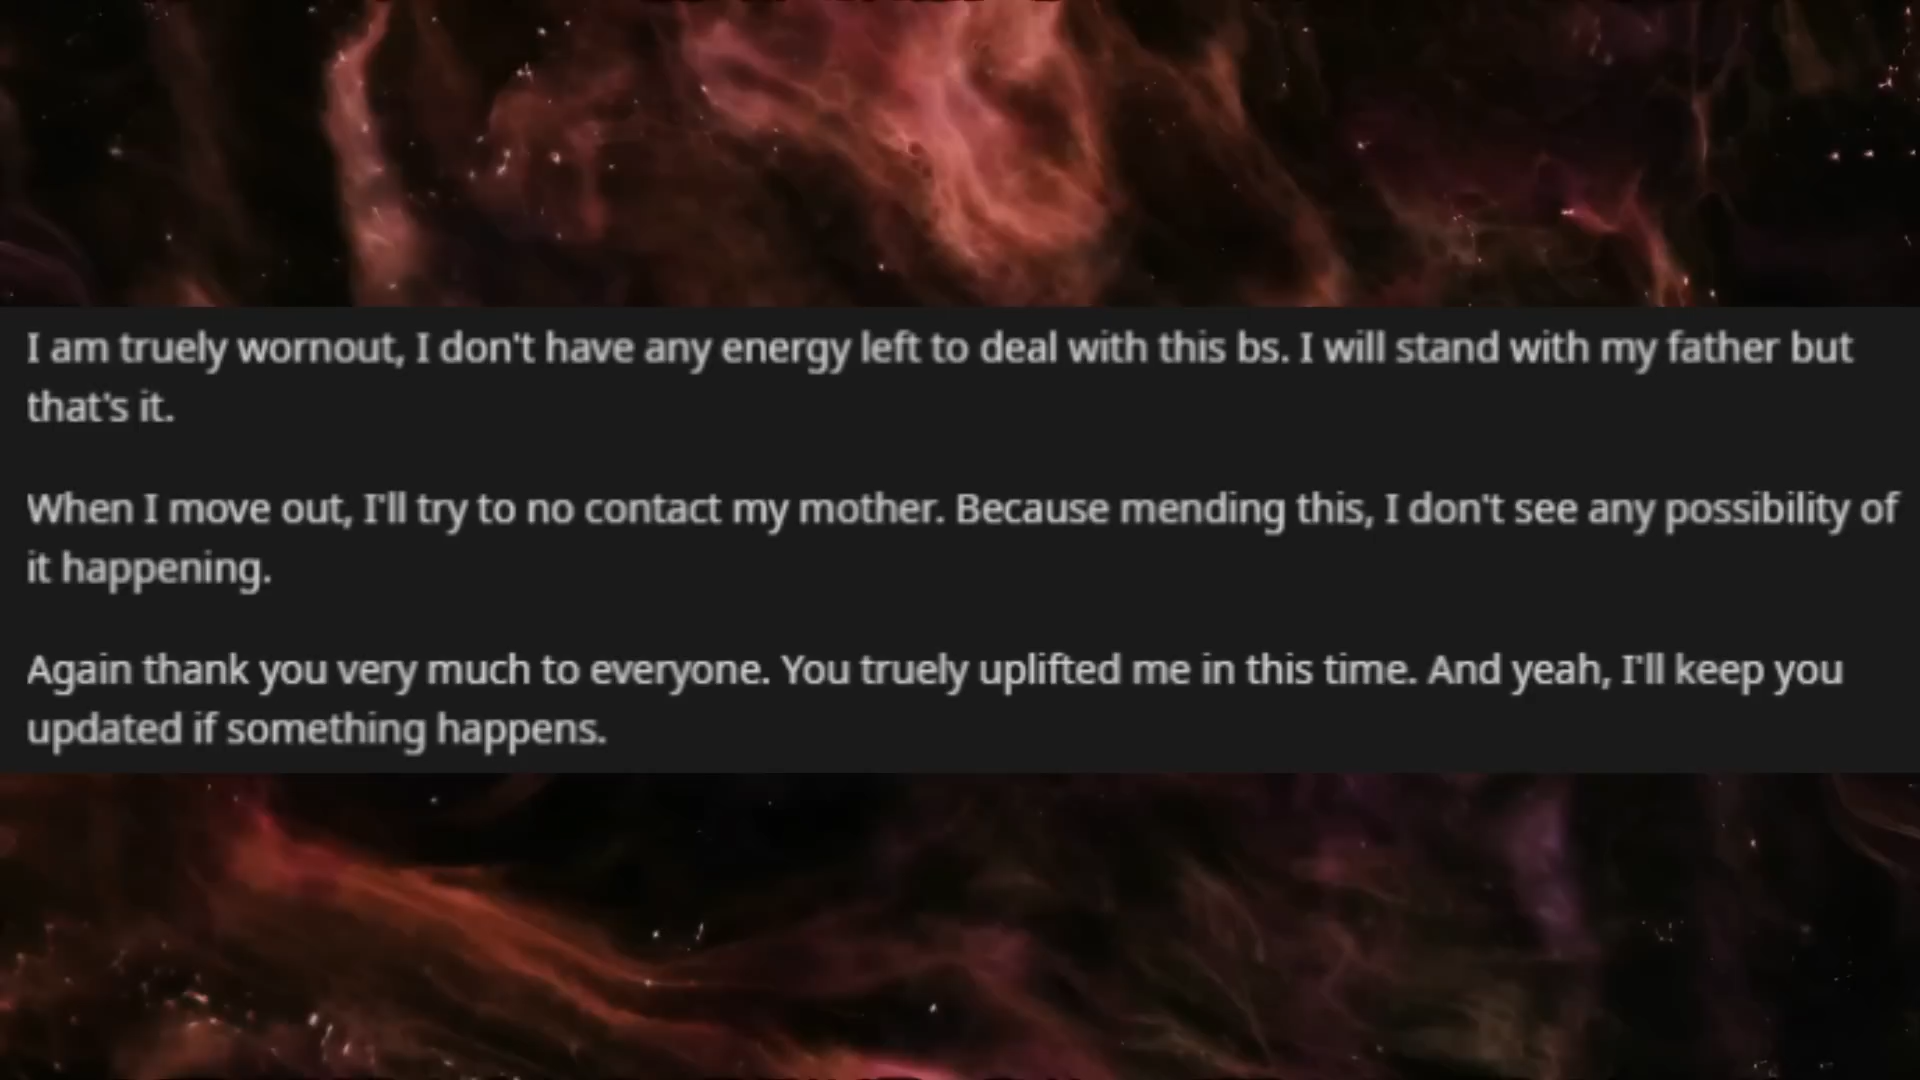 I am truely wornout, I don't have any energy left to deal with this bs. I will stand with my father but
that's it.
When I move out, I'll try to no contact my mother. Because mending this, I don't see any possibility of
it happening.
Again thank you very much to everyone. You truely uplifted me in this time. And yeah, I'll keep you
updated if something happens.